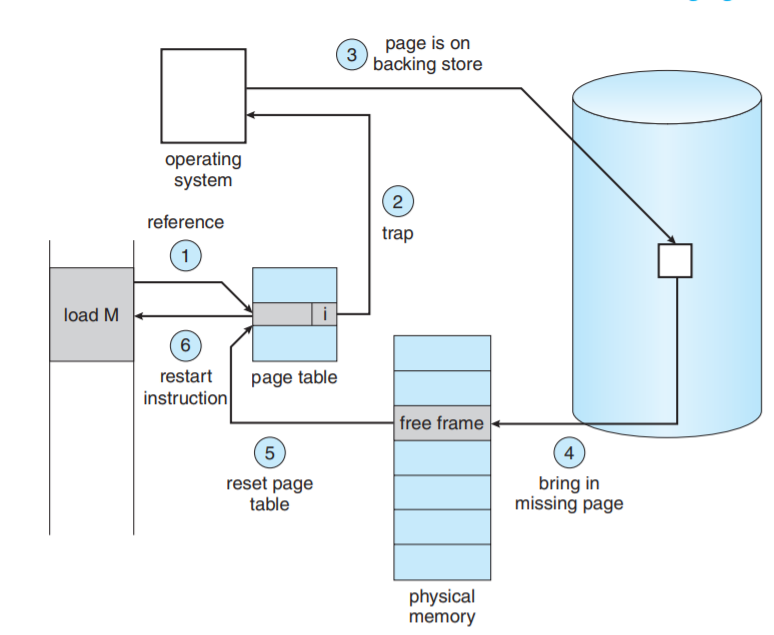 3
page is on
backing store
operating
system
2
trap
reference
1
load M
i
6
restart
instruction
page table
free frame
5
reset page
table
4
bring in
missing page
physical
memory